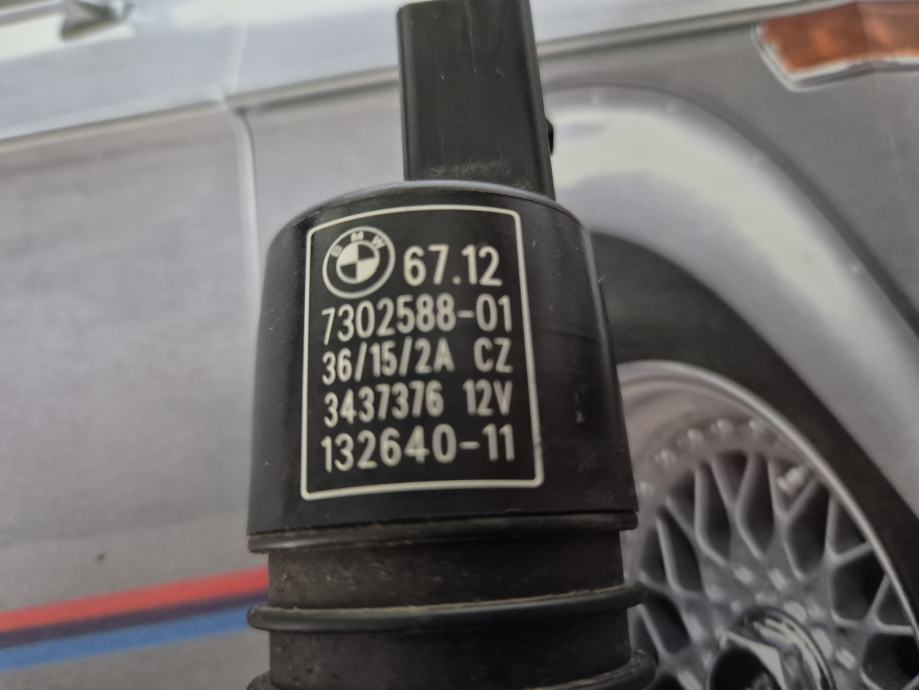 BMW 67.12
7302588-01
36/15/2A CZ
3437376 12V
132640-11